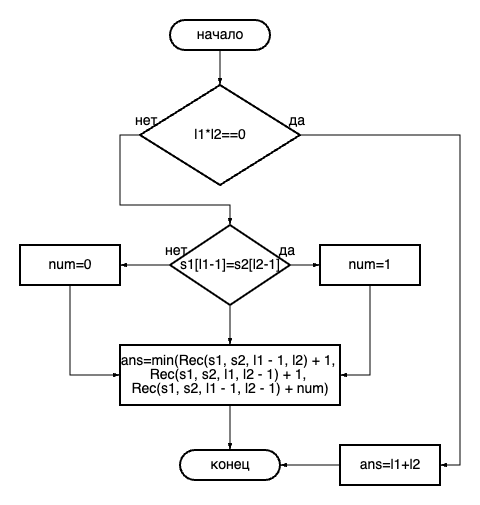 начало
нет
да
l1*l2==0
нет
да
num=0
s1[l1-1]=s2[l2-1]
num=1
ans=min(Rec(s1, s2, l1 - 1, l2) + 1,
Rec(s1, s2, l1, l2 - 1) + 1,
Rec(s1, s2, l1 - 1, l2 - 1) + num)
конец
ans=l1+l2